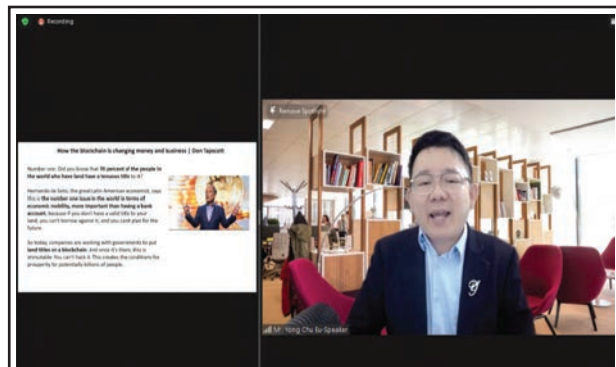 Recording
Remove Spotlight
How the blockchain is changing money and business | Don Tapscott
Number one: Did you know that 70 percent of the people in
the world who have land have a tenuous title to it?
Hernando de Soto, the great Latin American economist, says
this is the number one issue in the world in terms of
economic mobility, more important than having a bank
account, because if you don't have a valid title to your
land, you can't borrow against it, and you can't plan for the
future.
So today, companies are working with governments to put
land titles on a blockchain. And once it's there, this is
immutable. You can't hack it. This creates the conditions for
prosperity for potentially billions of people.
Mr. Yong Chu Eu-Speaker